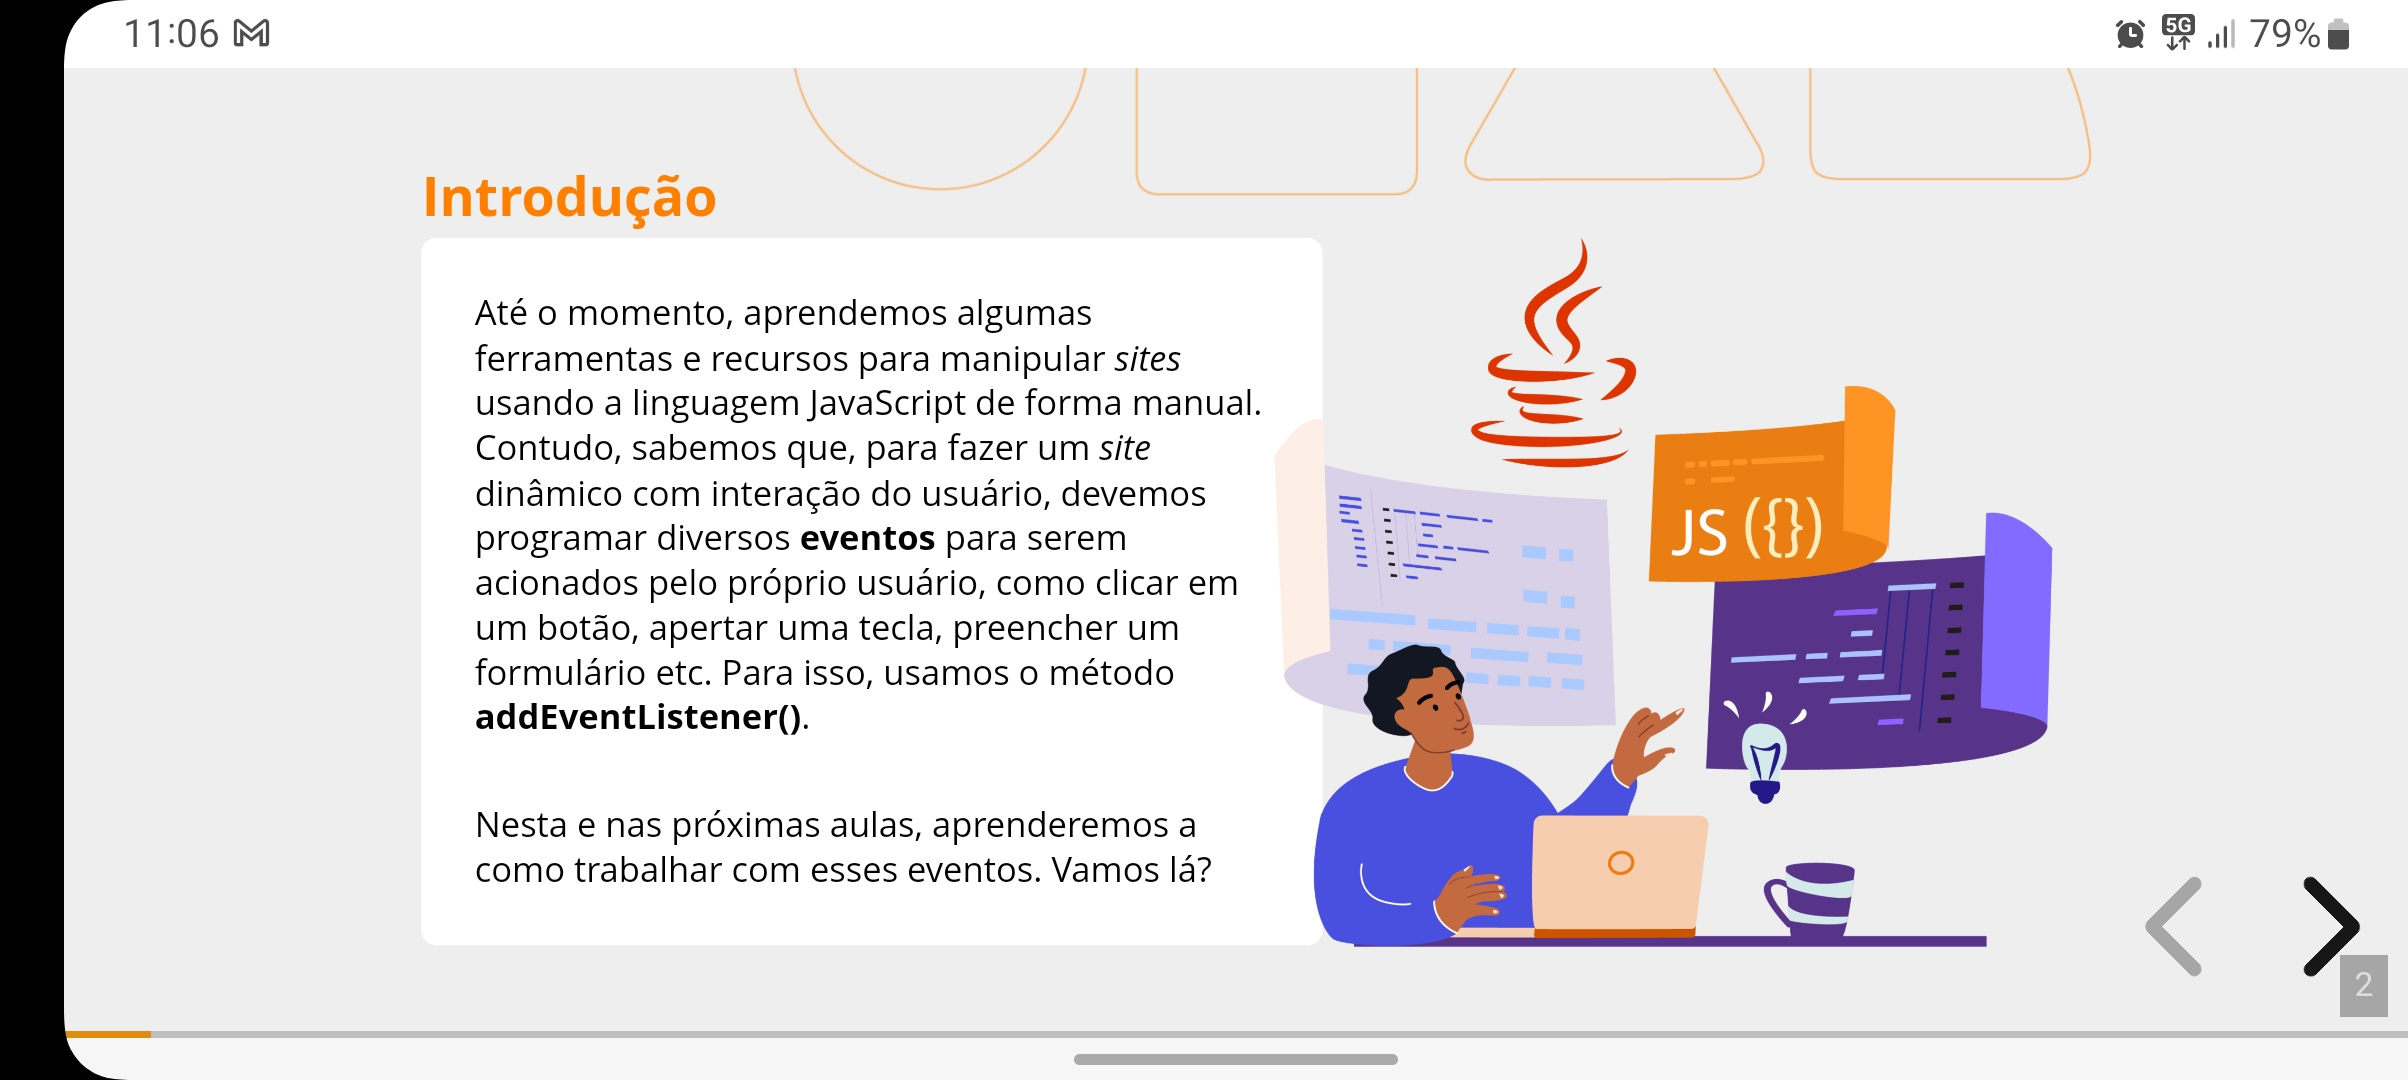 11:06
5G
79%
Introdução
Até o momento, aprendemos algumas
ferramentas e recursos para manipular sites
usando a linguagem JavaScript de forma manual.
Contudo, sabemos que, para fazer um site
dinâmico com interação do usuário, devemos
programar diversos eventos para serem
acionados pelo próprio usuário, como clicar em
um botão, apertar uma tecla, preencher um
formulário etc. Para isso, usamos o método
addEventListener().
Nesta e nas próximas aulas, aprenderemos a
como trabalhar com esses eventos. Vamos lá?
JS ({})
2